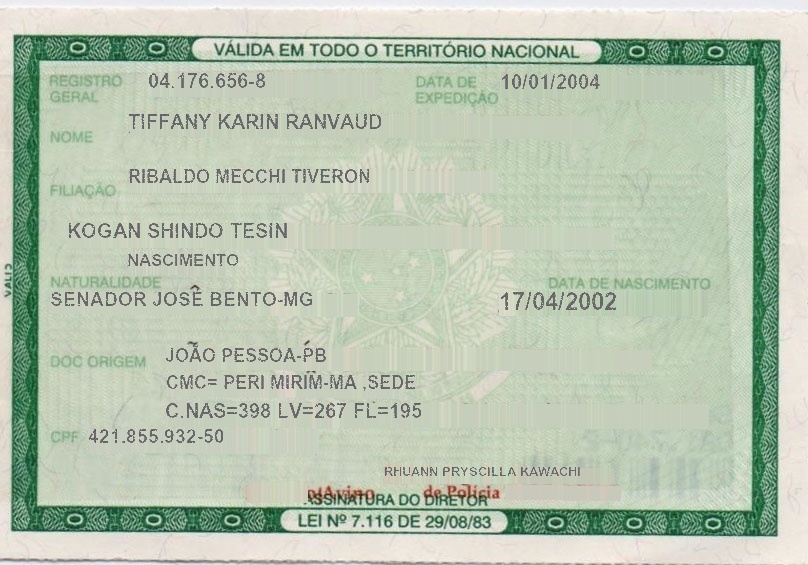 VÁLIDA EM TODO O TERRITÓRIO NACIONAL
REGISTRO GERAL 04.176.656-8 DATA DE EXPEDIÇÃO 10/01/2004
NOME TIFFANY KARIN RANVAUD
FILIAÇÃO RIBALDO MECCHI TIVERON
KOGAN SHINDO TESIN
NASCIMENTO
NATURALIDADE DATA DE NASCIMENTO
SENADOR JOSÊ BENTO-MG 17/04/2002
DOC ORIGEM JOÃO PESSOA-PB
CMC= PERI MIRIM-MA ,SEDE
C.NAS=398 LV=267 FL=195
CPF 421.855.932-50
RHUANN PRYSCILLA KAWACHI
de Polícia
ASSINATURA DO DIRETOR
LEI Nº 7.116 DE 29/08/83